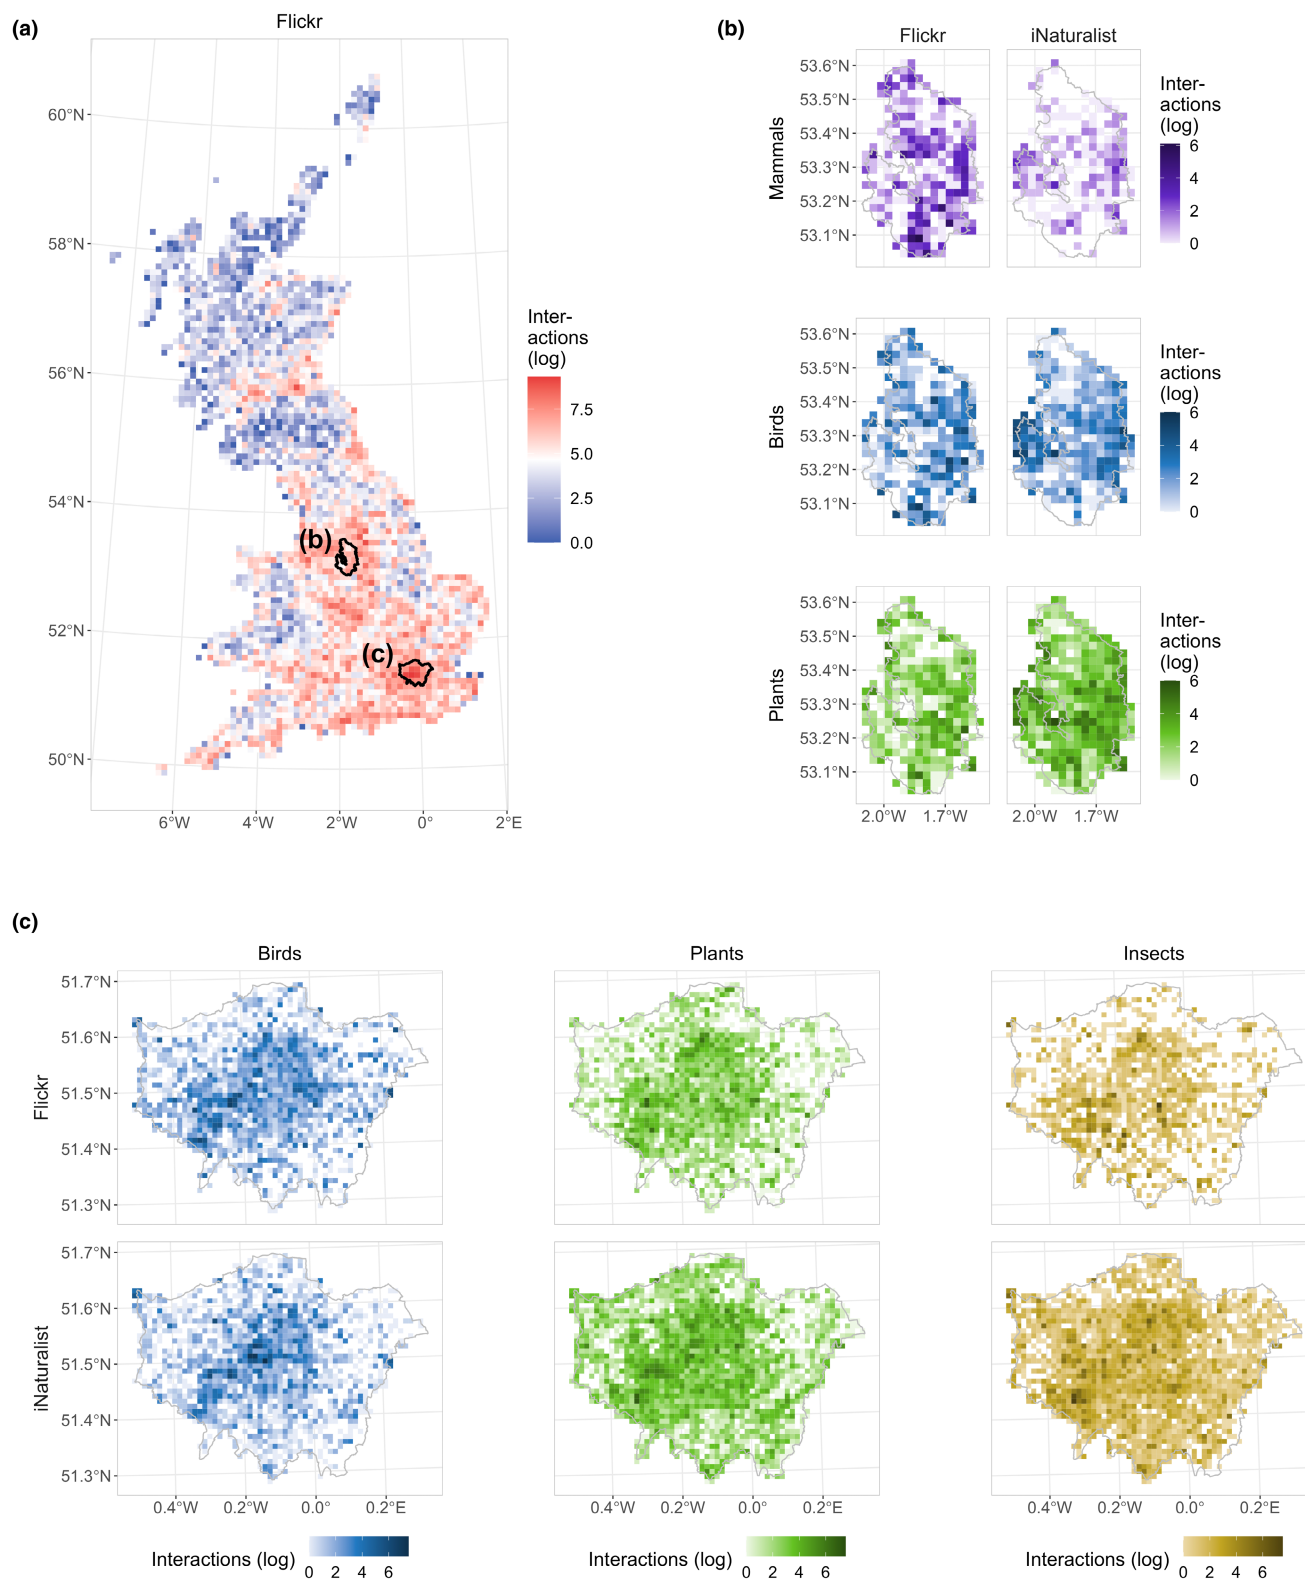 (a)
Flickr
60°N
58°N
56°N
54°N
52°N
50°N
6°W 4°W 2°W 0° 2°E
(b)
(c)
Inter-
actions
(log)
7.5
5.0
2.5
0.0
(b)
Flickr iNaturalist
Mammals
53.6°N
53.5°N
53.4°N
53.3°N
53.2°N
53.1°N
Inter-
actions
(log)
6
4
2
0
Birds
53.6°N
53.5°N
53.4°N
53.3°N
53.2°N
53.1°N
Inter-
actions
(log)
6
4
2
0
Plants
53.6°N
53.5°N
53.4°N
53.3°N
53.2°N
53.1°N
2.0°W 1.7°W 2.0°W 1.7°W
Inter-
actions
(log)
6
4
2
0
(c)
Birds Plants Insects
Flickr
51.7°N
51.6°N
51.5°N
51.4°N
51.3°N
iNaturalist
51.7°N
51.6°N
51.5°N
51.4°N
51.3°N
0.4°W 0.2°W 0.0° 0.2°E 0.4°W 0.2°W 0.0° 0.2°E 0.4°W 0.2°W 0.0° 0.2°E
Interactions (log) 0 2 4 6 Interactions (log) 0 2 4 6 Interactions (log) 0 2 4 6